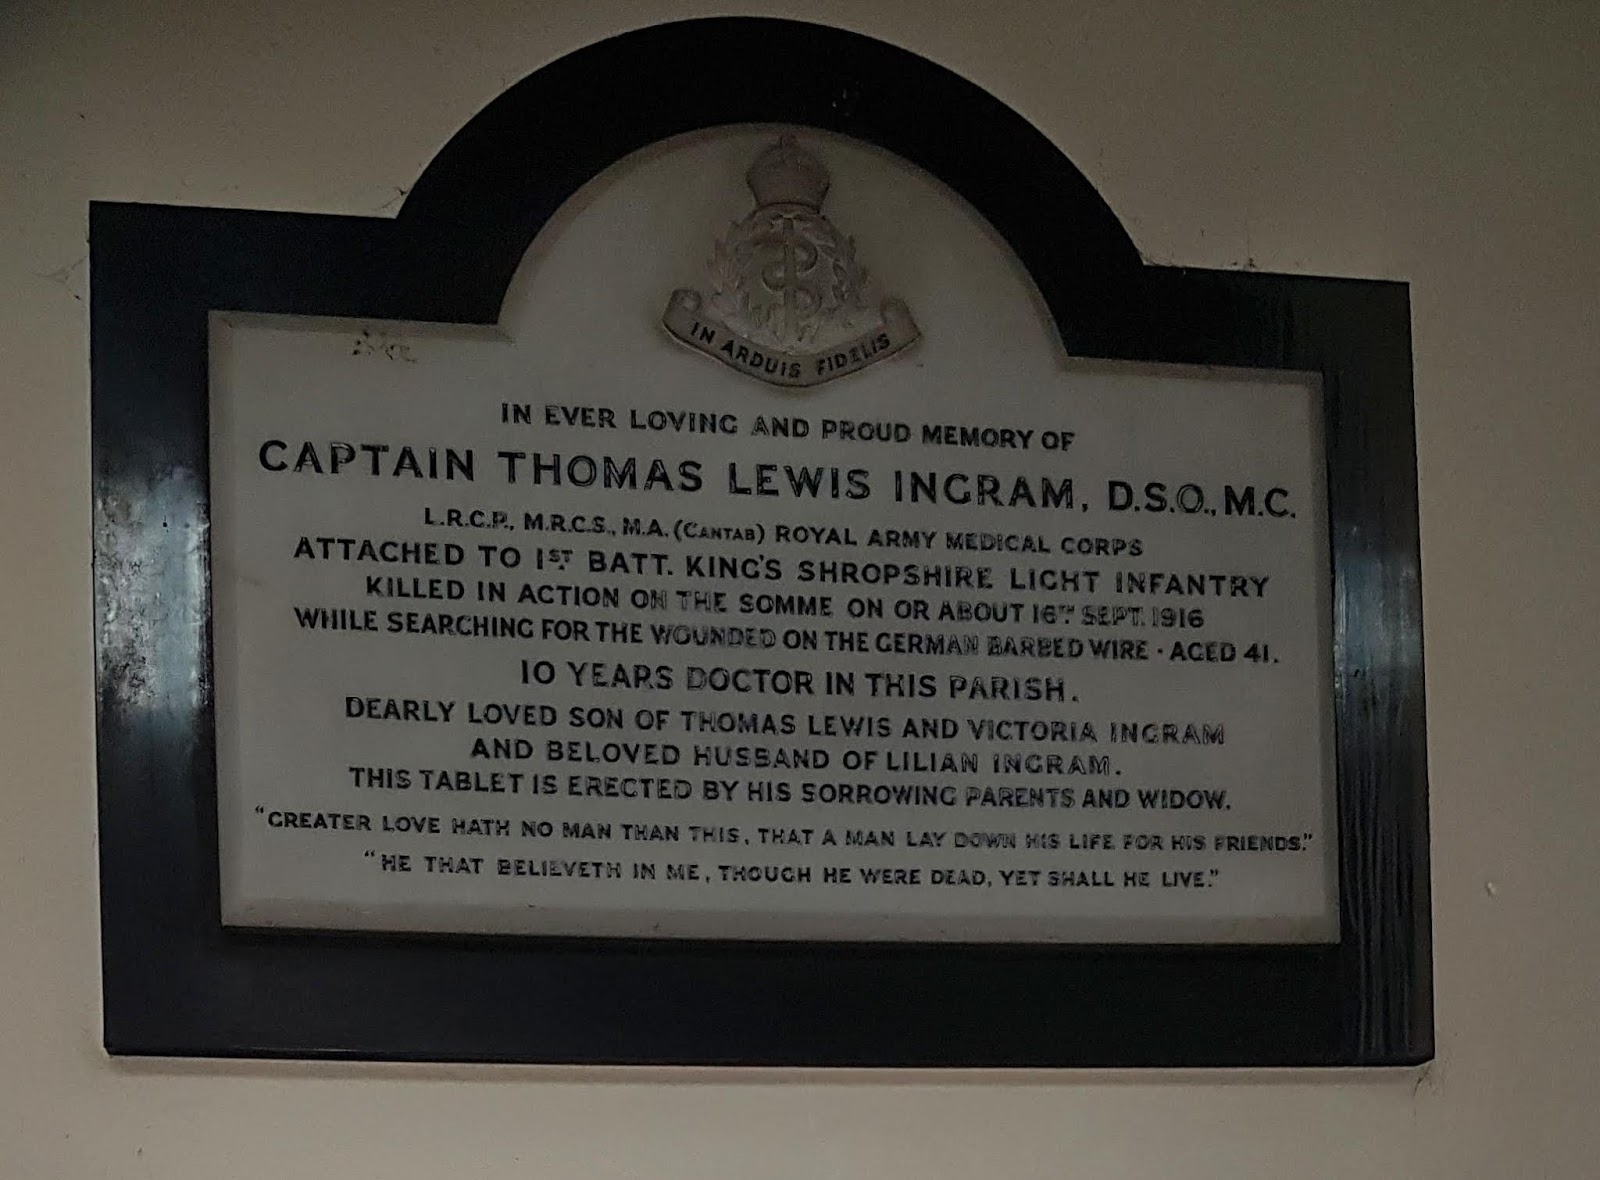 IN ARDUIS FIDELIS
IN EVER LOVING AND PROUD MEMORY OF
CAPTAIN THOMAS LEWIS INGRAM, D.S.O., M.C.
L.R.C.P., M.R.C.S., M.A. (CANTAB) ROYAL ARMY MEDICAL CORPS
ATTACHED TO 1ST. BATT. KING'S SHROPSHIRE LIGHT INFANTRY
KILLED IN ACTION ON THE SOMME ON OR ABOUT 16TH. SEPT. 1916
WHILE SEARCHING FOR THE WOUNDED ON THE GERMAN BARBED WIRE · AGED 41.
10 YEARS DOCTOR IN THIS PARISH.
DEARLY LOVED SON OF THOMAS LEWIS AND VICTORIA INGRAM
AND BELOVED HUSBAND OF LILIAN INGRAM.
THIS TABLET IS ERECTED BY HIS SORROWING PARENTS AND WIDOW.
"GREATER LOVE HATH NO MAN THAN THIS, THAT A MAN LAY DOWN HIS LIFE FOR HIS FRIENDS."
"HE THAT BELIEVETH IN ME, THOUGH HE WERE DEAD, YET SHALL HE LIVE."